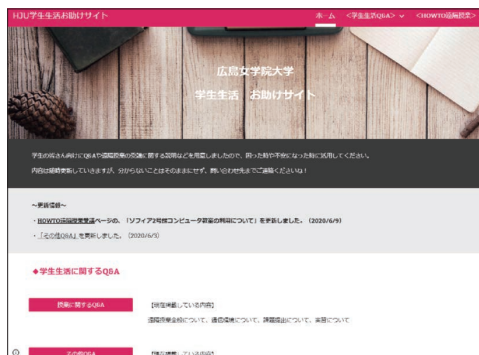 HJU学生生活お助けサイト
ホーム <学生生活Q&A> <HOWTO遠隔授業>
広島女学院大学
学生生活 お助けサイト
学生の皆さん向けにQ&Aや遠隔授業の受講に関する説明などを用意しましたので、困った時や不安になった時に活用してください。
内容は随時更新していきますが、分からないことはそのままにせず、問い合わせ先までご連絡くださいね！
～更新情報～
・HOWTO遠隔授業受講ページの、「ソフィア2号館コンピュータ教室の利用について」を更新しました。（2020/6/9）
・「その他Q&A」を更新しました。（2020/6/5）
◆学生生活に関するQ&A
授業に関するQ&A
【現在掲載している内容】
遠隔授業全般について、通信環境について、課題提出について、実習について
その他Q&A
【現在掲載している内容】